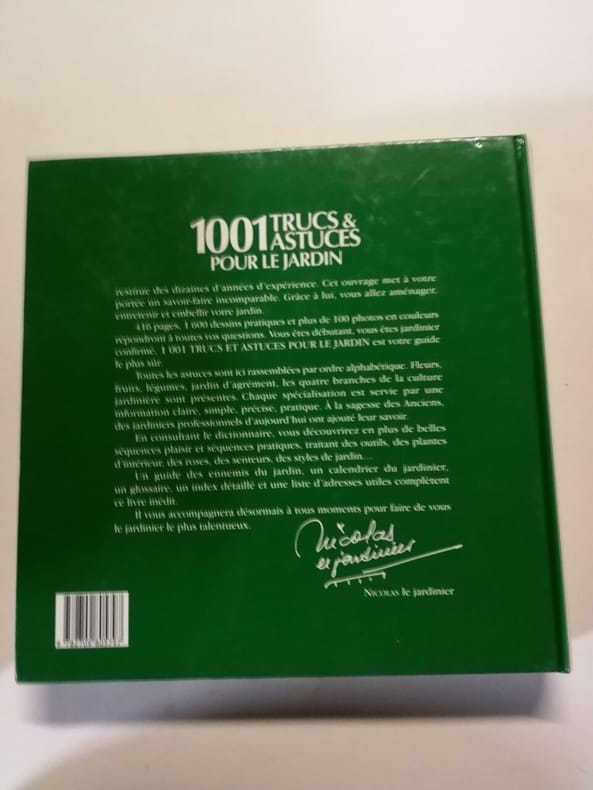 1001 TRUCS & ASTUCES
POUR LE JARDIN
restitue des dizaines d'années d'expérience. Cet ouvrage met à votre
portée un savoir-faire incomparable. Grâce à lui, vous allez aménager,
entretenir et embellir votre jardin.
416 pages, 1 600 dessins pratiques et plus de 100 photos en couleurs
répondront à toutes vos questions. Vous êtes débutant, vous êtes jardinier
confirmé, 1 001 TRUCS ET ASTUCES POUR LE JARDIN est votre guide
le plus sûr.
Toutes les astuces sont ici rassemblées par ordre alphabétique. Fleurs,
fruits, légumes, jardin d'agrément, les quatre branches de la culture
jardinière sont présentes. Chaque spécialisation est servie par une
information claire, simple, précise, pratique. À la sagesse des Anciens,
des jardiniers professionnels d'aujourd'hui ont ajouté leur savoir.
En consultant le dictionnaire, vous découvrirez en plus de belles
séquences plaisir et séquences pratiques, traitant des outils, des plantes
d'intérieur, des roses, des senteurs, des styles de jardin…
Un guide des ennemis du jardin, un calendrier du jardinier,
un glossaire, un index détaillé et une liste d'adresses utiles complètent
ce livre inédit.
Il vous accompagnera désormais à tous moments pour faire de vous
le jardinier le plus talentueux.
Nicolas
le jardinier
NICOLAS le jardinier